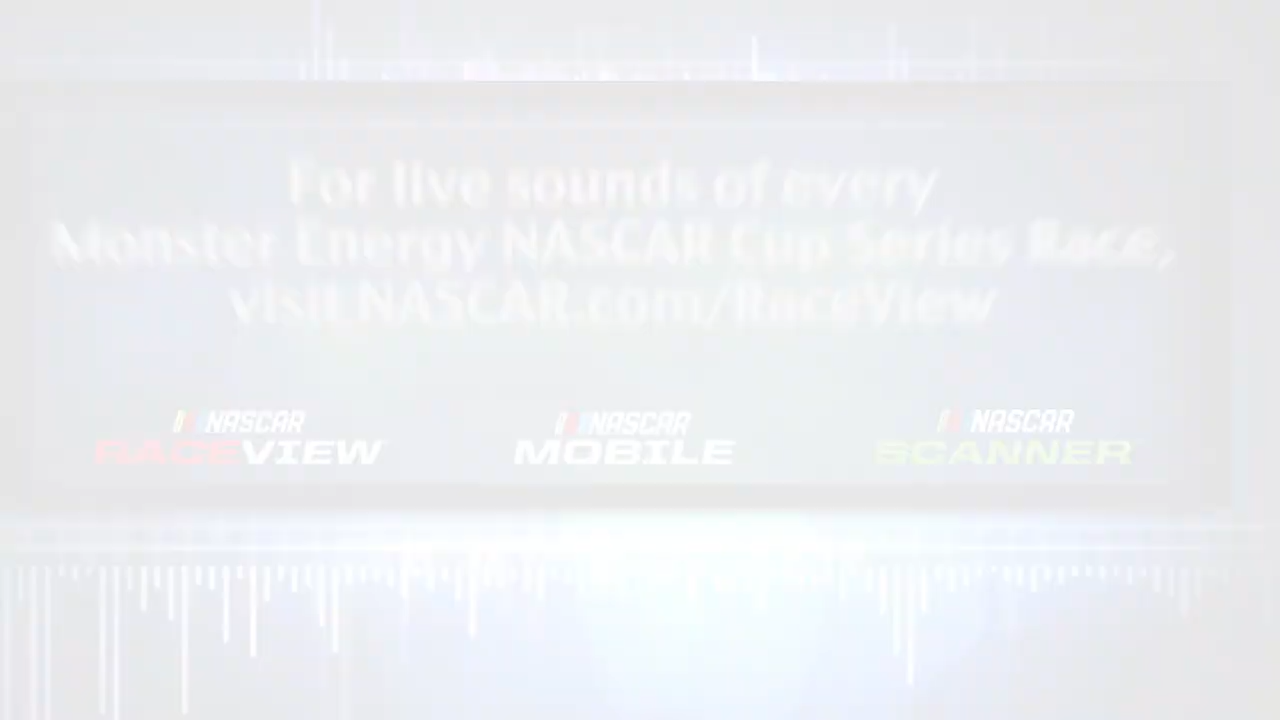 For live sounds of every
Monster Energy NASCAR Cup Series Race,
visit NASCAR.com/RaceView
NASCAR
RACEVIEW
NASCAR
MOBILE
NASCAR
SCANNER